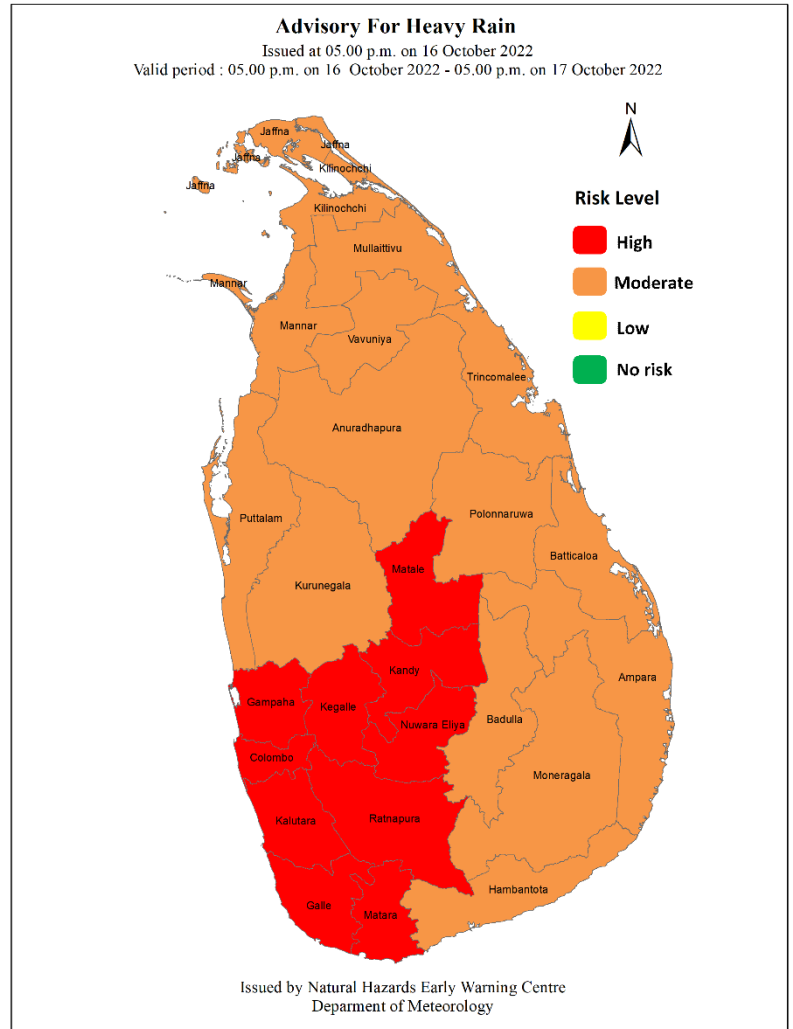 Advisory For Heavy Rain
Issued at 05.00 p.m. on 16 October 2022
Valid period : 05.00 p.m. on 16 October 2022 - 05.00 p.m. on 17 October 2022
N
Jaffna
Jaffna
Jaffna
Kilinochchi
Jaffna
Risk Level
Kilinochchi
High
Mullaittivu
Moderate
Mannar
Mannar
Low
Vavuniya
No risk
Trincomalee
Anuradhapura
Polonnaruwa
Puttalam
Batticaloa
Matale
Kurunegala
Kandy
Ampara
Gampaha
Kegalle
Nuwara Eliya
Badulla
Colombo
Moneragala
Kalutara
Ratnapura
Hambantota
Galle
Matara
Issued by Natural Hazards Early Warning Centre
Deparment of Meteorology